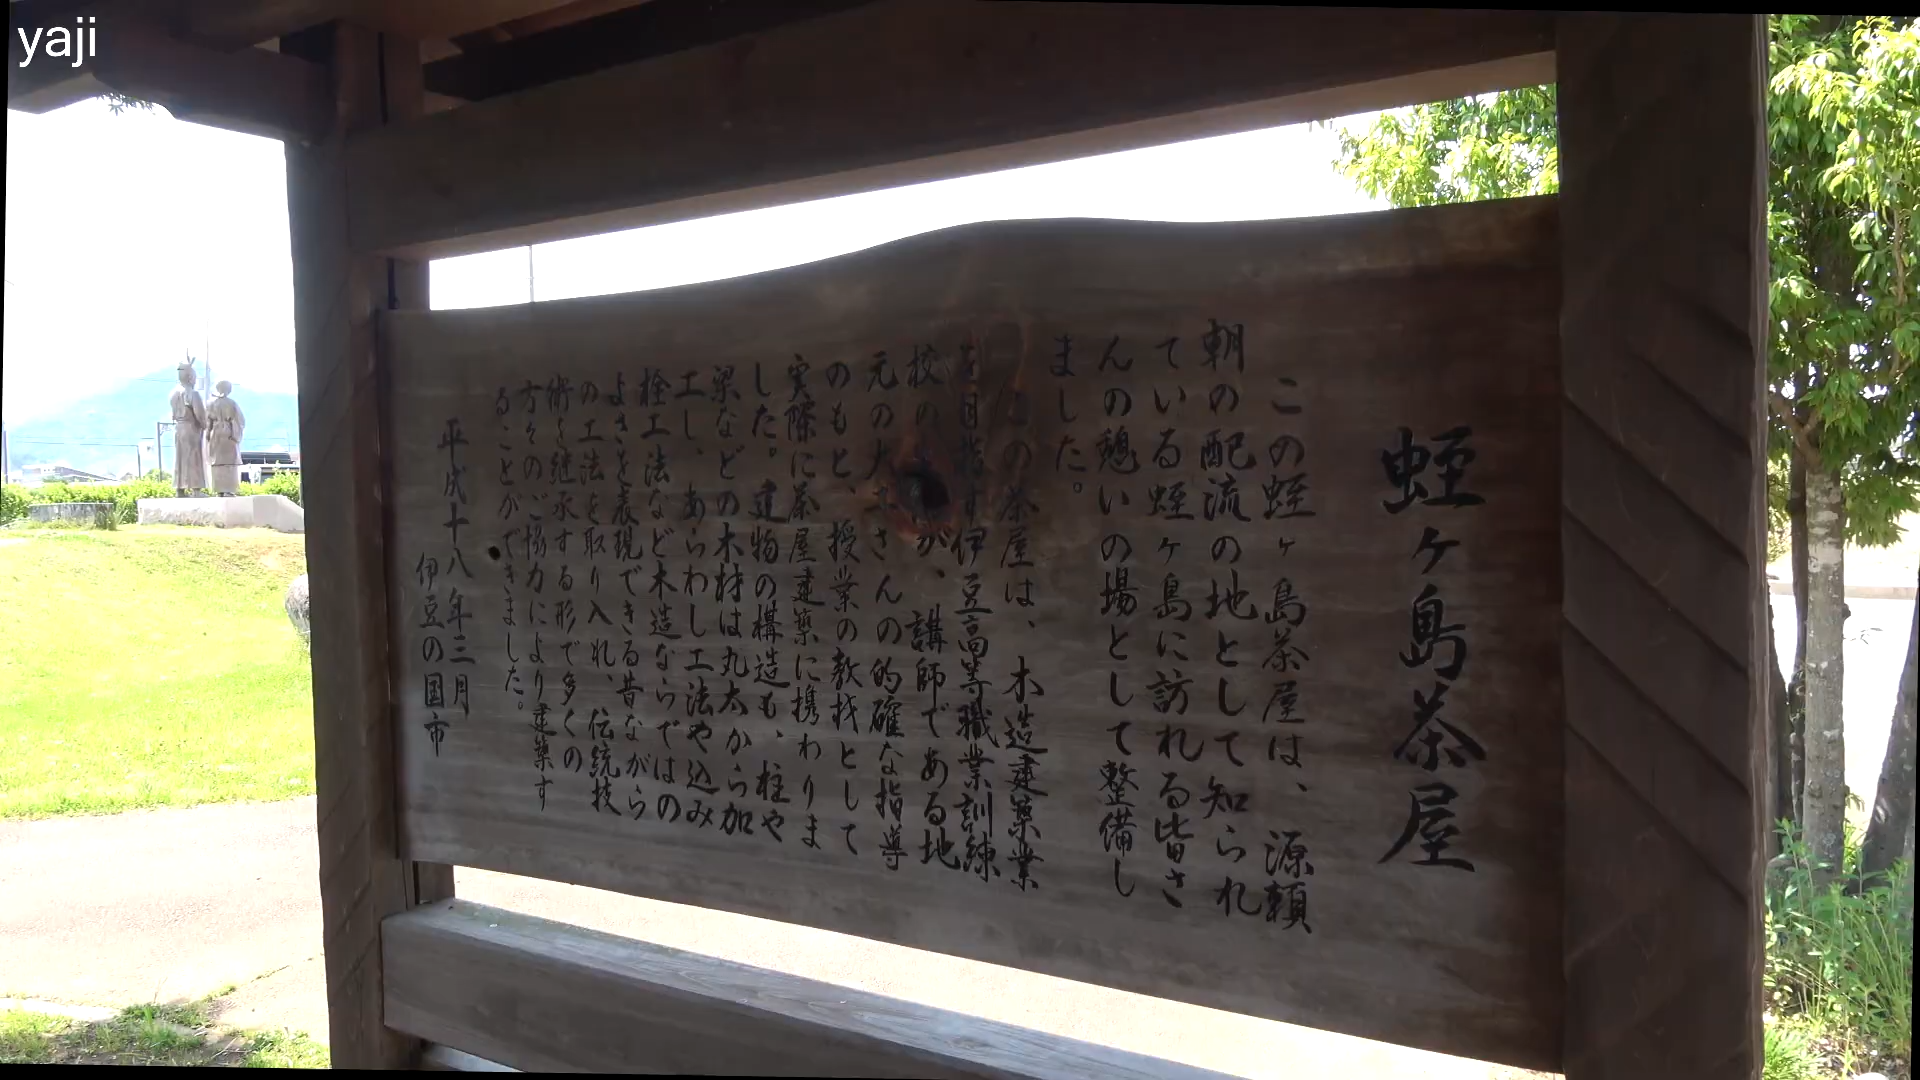 yaji
蛭ヶ島茶屋
この蛭ヶ島茶屋は、源頼
朝の配流の地として知られ
ている蛭ヶ島に訪れる皆さ
んの憩いの場として整備し
ました。
この茶屋は、木造建築業
を目指す伊豆高等職業訓練
校の が、講師である地
元の大工さんの的確な指導
のもと、授業の教材として
実際に茶屋建築に携わりま
した。建物の構造も、柱や
梁などの木材は丸太から加
工し、あらわし工法や込み
栓工法など木造ならではの
よさを表現できる昔ながら
の工法を取り入れ、伝統技
術を継承する形で多くの
方々のご協力により建築す
ることができました。
平成十八年三月
伊豆の国市